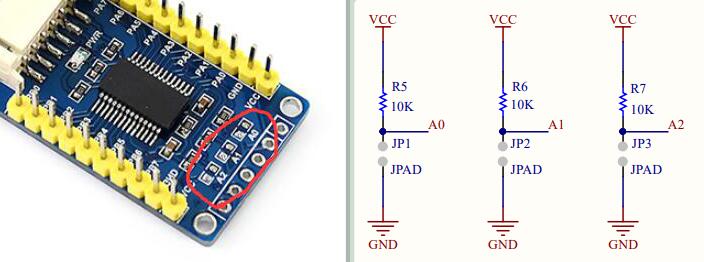 PA7
PA6
PA5
PA4
PA3
PA2
PA1
PA0
GND
VCC
PWR
A0
A1
A2
VCC
VCC
VCC
R5
10K
R6
10K
R7
10K
A0
A1
A2
JP1
JP2
JP3
JPAD
JPAD
JPAD
GND
GND
GND